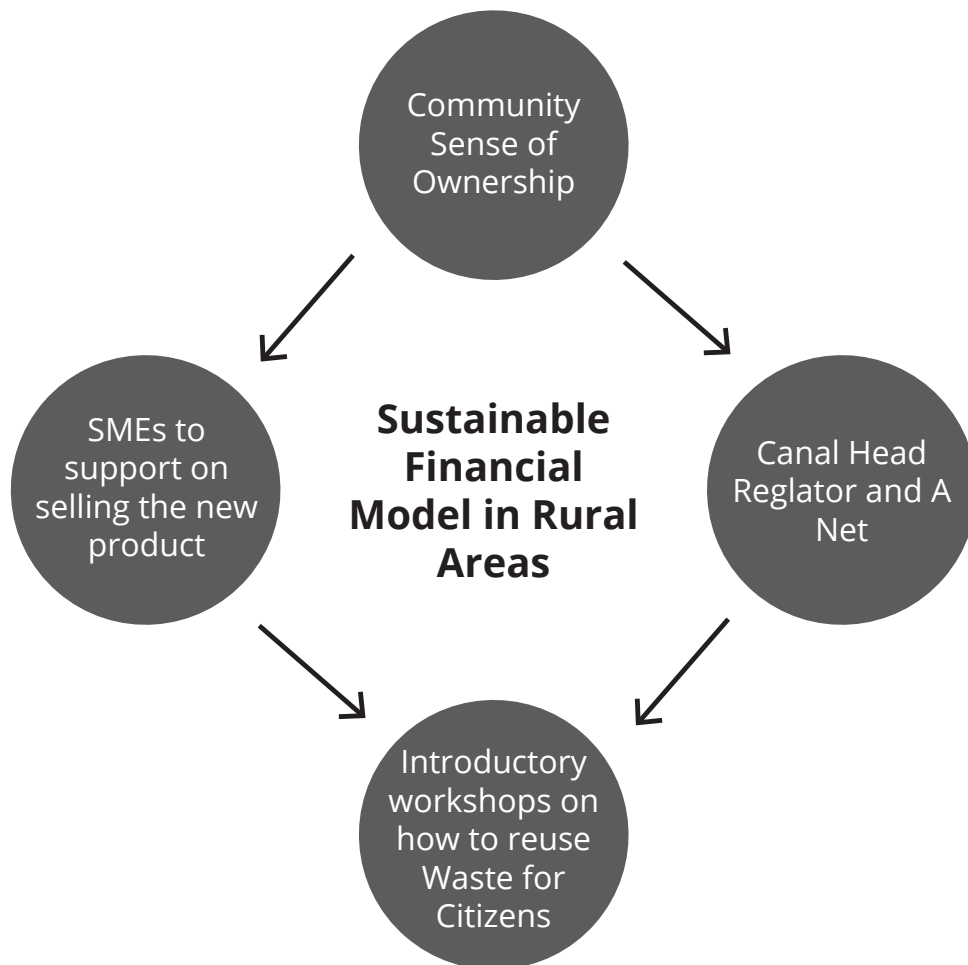 Community
Sense of
Ownership
SMEs to
support on
selling the new
product
Sustainable
Financial
Model in Rural
Areas
Canal Head
Reglator and A
Net
Introductory
workshops on
how to reuse
Waste for
Citizens